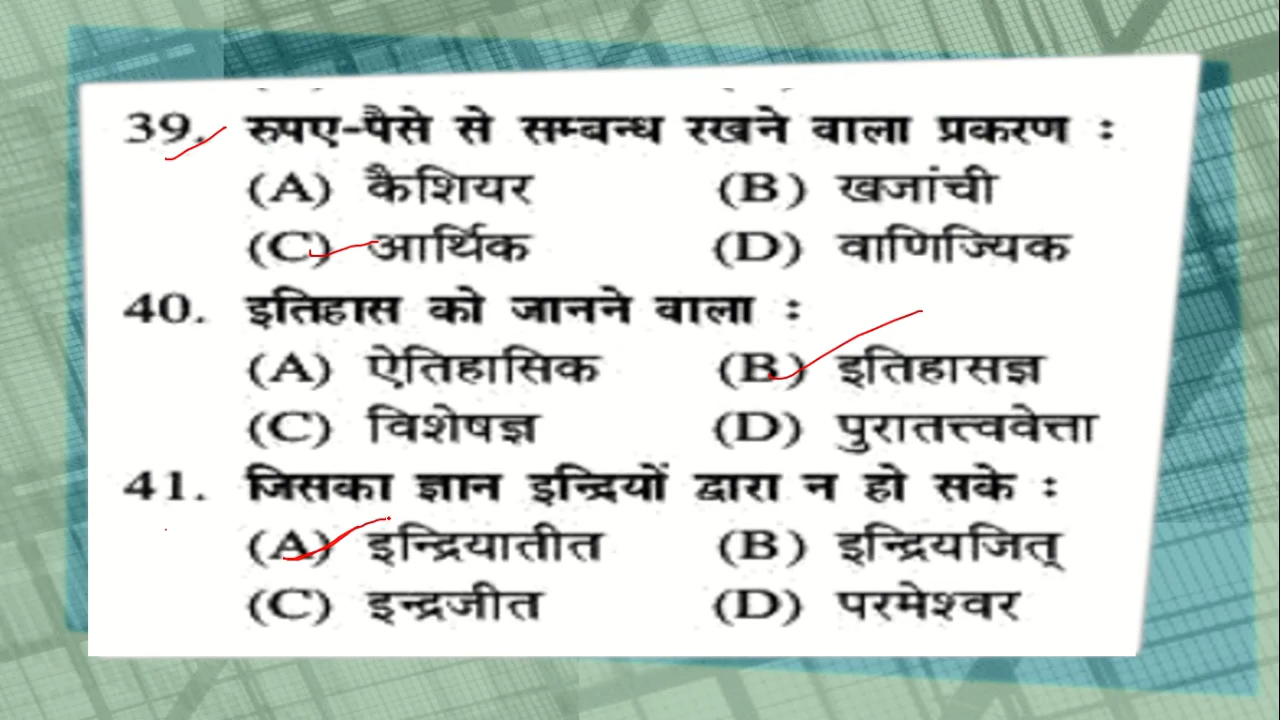 39. रुपए-पैसे से सम्बन्ध रखने वाला प्रकरण :
(A) कैशियर (B) खजांची
(C) आर्थिक (D) वाणिज्यिक
40. इतिहास को जानने वाला :
(A) ऐतिहासिक (B) इतिहासज्ञ
(C) विशेषज्ञ (D) पुरातत्त्ववेत्ता
41. जिसका ज्ञान इन्द्रियों द्वारा न हो सके :
(A) इन्द्रियातीत (B) इन्द्रियजित्
(C) इन्द्रजीत (D) परमेश्वर